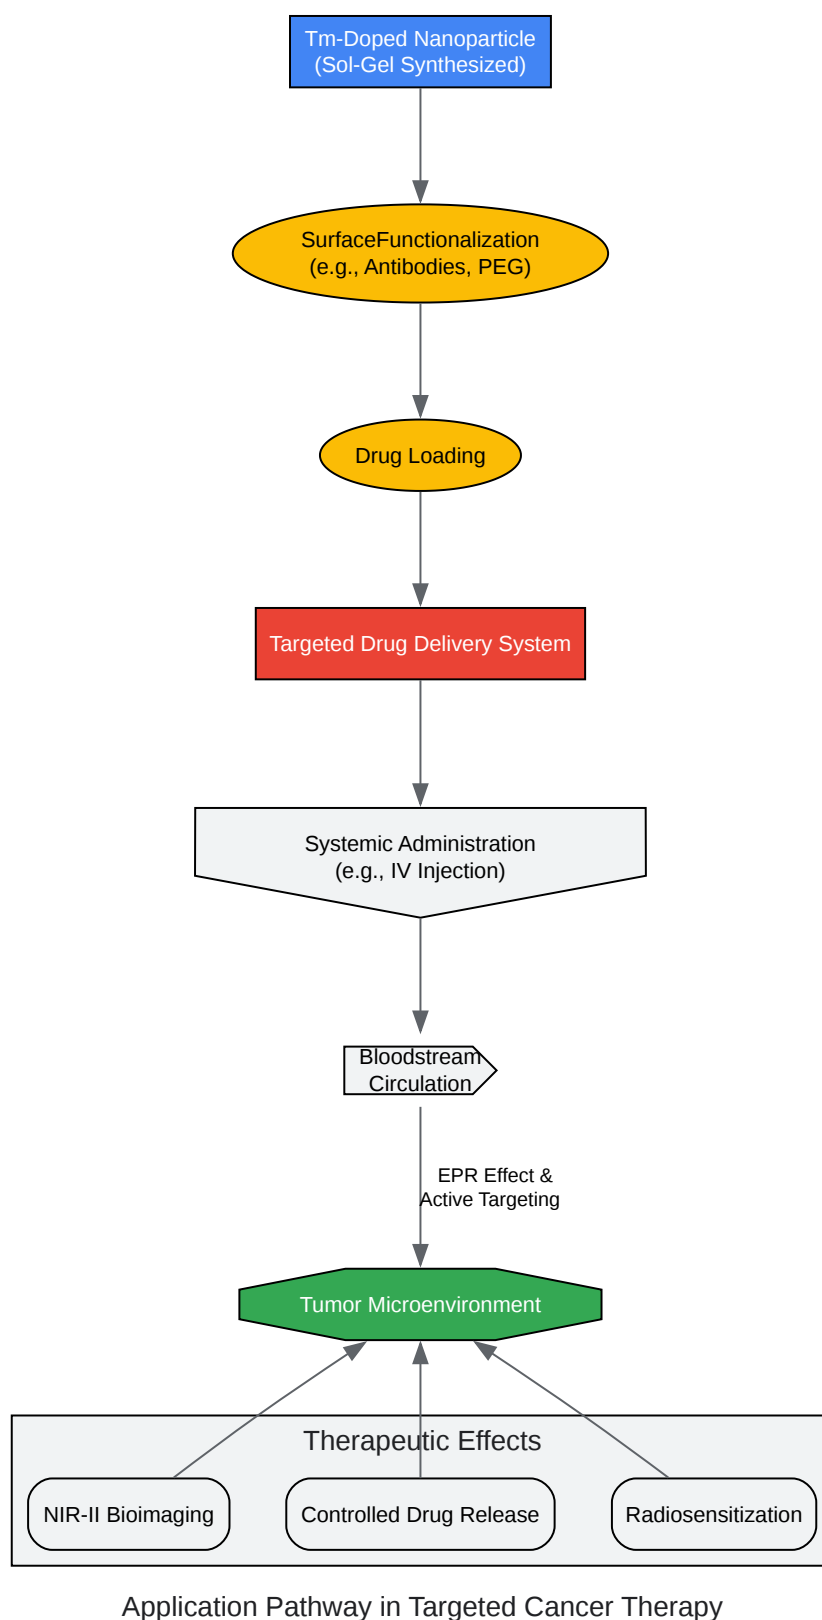 Tm-Doped Nanoparticle
(Sol-Gel Synthesized)
SurfaceFunctionalization
(e.g., Antibodies, PEG)
Drug Loading
Targeted Drug Delivery System
Systemic Administration
(e.g., IV Injection)
Bloodstream
Circulation
EPR Effect &
Active Targeting
Tumor Microenvironment
Therapeutic Effects
NIR-II Bioimaging
Controlled Drug Release
Radiosensitization
Application Pathway in Targeted Cancer Therapy